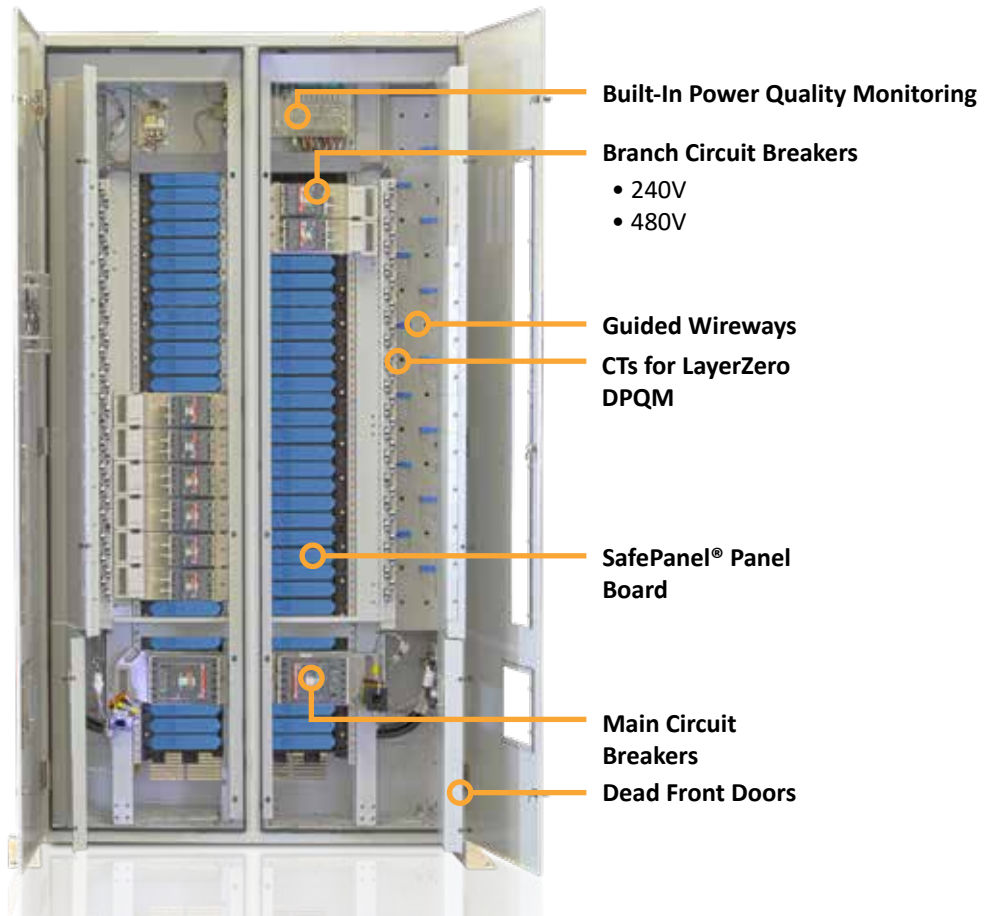 Built-In Power Quality Monitoring
Branch Circuit Breakers
• 240V
• 480V
Guided Wireways
CTs for LayerZero
DPQM
SafePanel® Panel
Board
Main Circuit
Breakers
Dead Front Doors